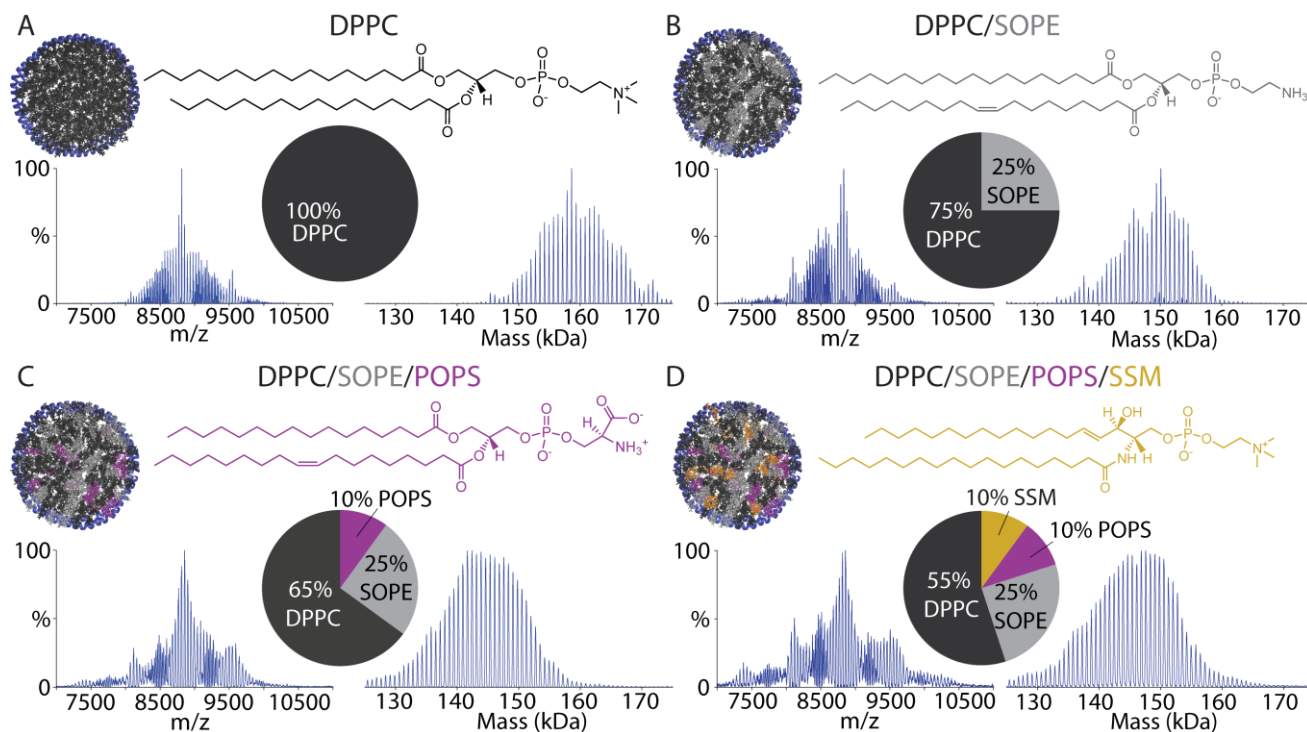 A
DPPC
O
O
O
O
H
O
P
O-
O
N+
100% DPPC
100
%
0
7500 8500 9500 10500
m/z
130 140 150 160 170
Mass (kDa)
B
DPPC/SOPE
O
O
O
O
H
O
P
O-
O
NH3
25% SOPE
75% DPPC
100
%
0
7500 8500 9500 10500
m/z
130 140 150 160 170
Mass (kDa)
C
DPPC/SOPE/POPS
O
O
O
O
H
O
P
O-
O
O
O-
H
NH3+
10% POPS
25% SOPE
65% DPPC
100
%
0
7500 8500 9500 10500
m/z
130 140 150 160 170
Mass (kDa)
D
DPPC/SOPE/POPS/SSM
H OH
O
O
P
O-
O
N+
NH
H
O
10% SSM
10% POPS
55% DPPC
25% SOPE
100
%
0
7500 8500 9500 10500
m/z
130 140 150 160 170
Mass (kDa)